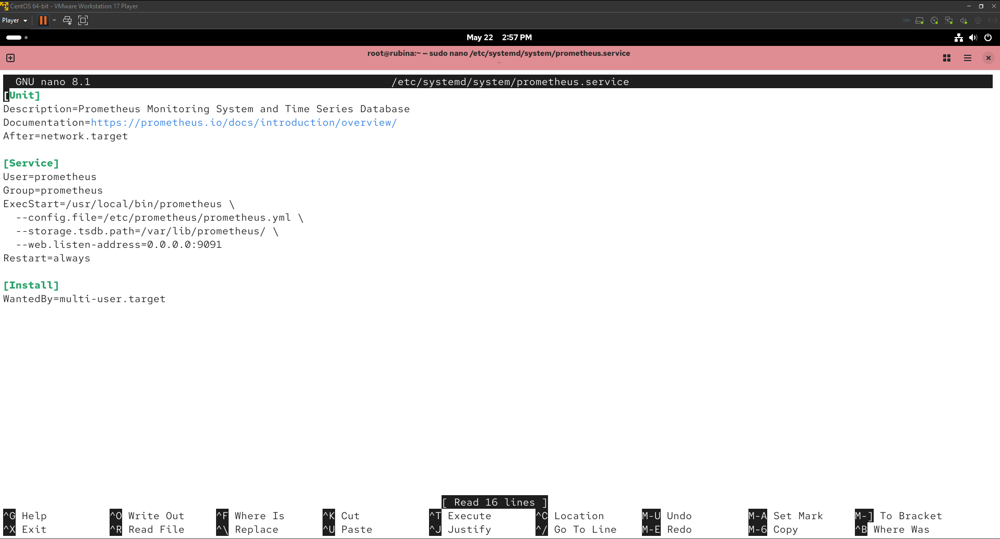 CentOS 64-bit - VMware Workstation 17 Player
Player
May 22 2:57 PM
root@rubina:~ — sudo nano /etc/systemd/system/prometheus.service
~
GNU nano 8.1 /etc/systemd/system/prometheus.service
[Unit]
Description=Prometheus Monitoring System and Time Series Database
Documentation=https://prometheus.io/docs/introduction/overview/
After=network.target
[Service]
User=prometheus
Group=prometheus
ExecStart=/usr/local/bin/prometheus \
--config.file=/etc/prometheus/prometheus.yml \
--storage.tsdb.path=/var/lib/prometheus/ \
--web.listen-address=0.0.0.0:9091
Restart=always
[Install]
WantedBy=multi-user.target
[ Read 16 lines ]
^G Help ^O Write Out ^F Where Is ^K Cut ^T Execute ^C Location M-U Undo M-A Set Mark M-] To Bracket
^X Exit ^R Read File ^\ Replace ^U Paste ^J Justify ^/ Go To Line M-E Redo M-6 Copy ^B Where Was